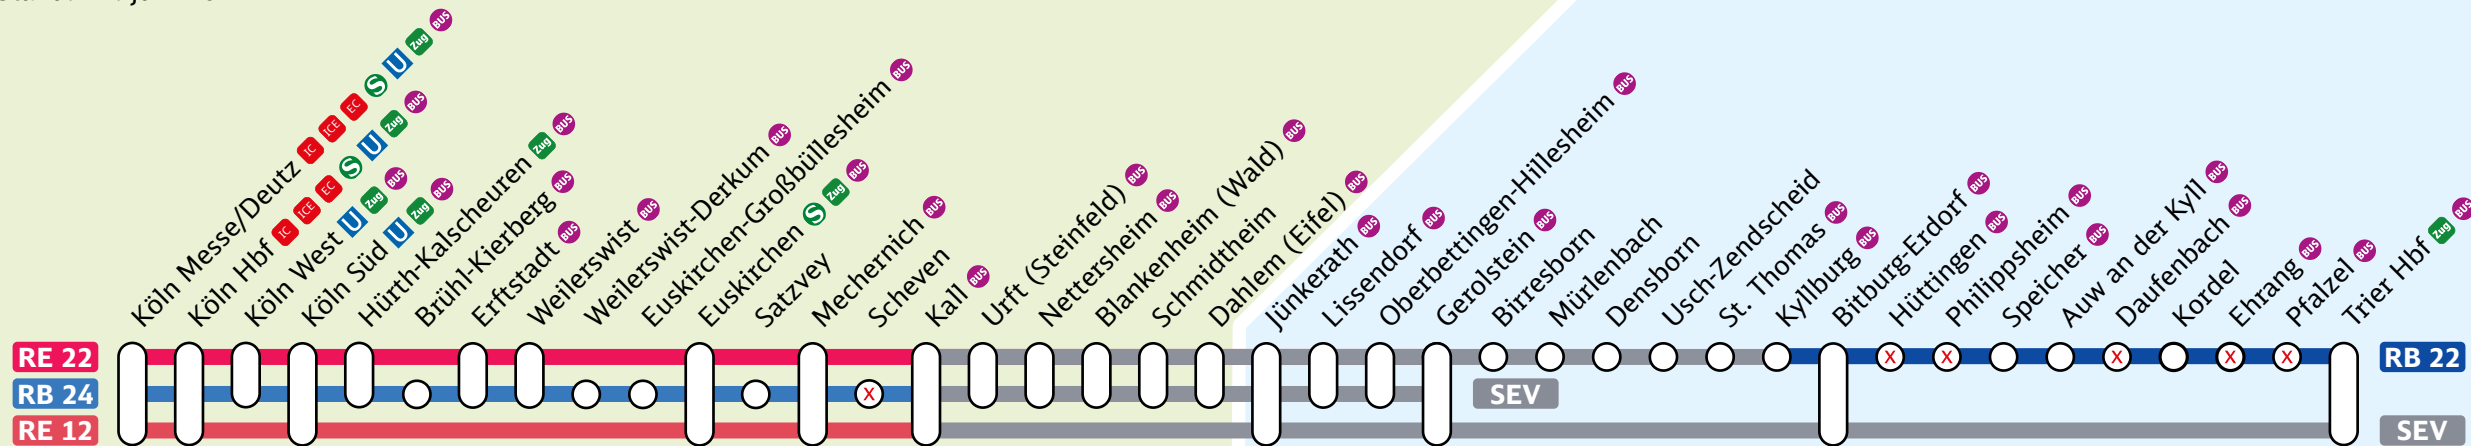 Köln Messe/Deutz IC ICE EC S U Zug BUS
Köln Hbf IC ICE EC S U Zug BUS
Köln West U Zug BUS
Köln Süd U Zug BUS
Hürth-Kalscheuren Zug BUS
Brühl-Kierberg BUS
Erftstadt BUS
Weilerswist BUS
Weilerswist-Derkum BUS
Euskirchen-Großbüllesheim BUS
Euskirchen S Zug BUS
Satzvey
Mechernich BUS
Scheven
Kall BUS
Urft (Steinfeld) BUS
Nettersheim BUS
Blankenheim (Wald) BUS
Schmidtheim
Dahlem (Eifel) BUS
Jünkerath BUS
Lissendorf BUS
Oberbettingen-Hillesheim BUS
Gerolstein BUS
Birresborn
Mürlenbach
Densborn
Usch-Zendscheid
St. Thomas BUS
Kyllburg BUS
Bitburg-Erdorf BUS
Hüttingen BUS
Philippsheim BUS
Speicher BUS
Auw an der Kyll BUS
Daufenbach BUS
Kordel
Ehrang BUS
Pfalzel BUS
Trier Hbf Zug BUS
RE 22 X X X X X RB 22
RB 24 X SEV
RE 12 SEV